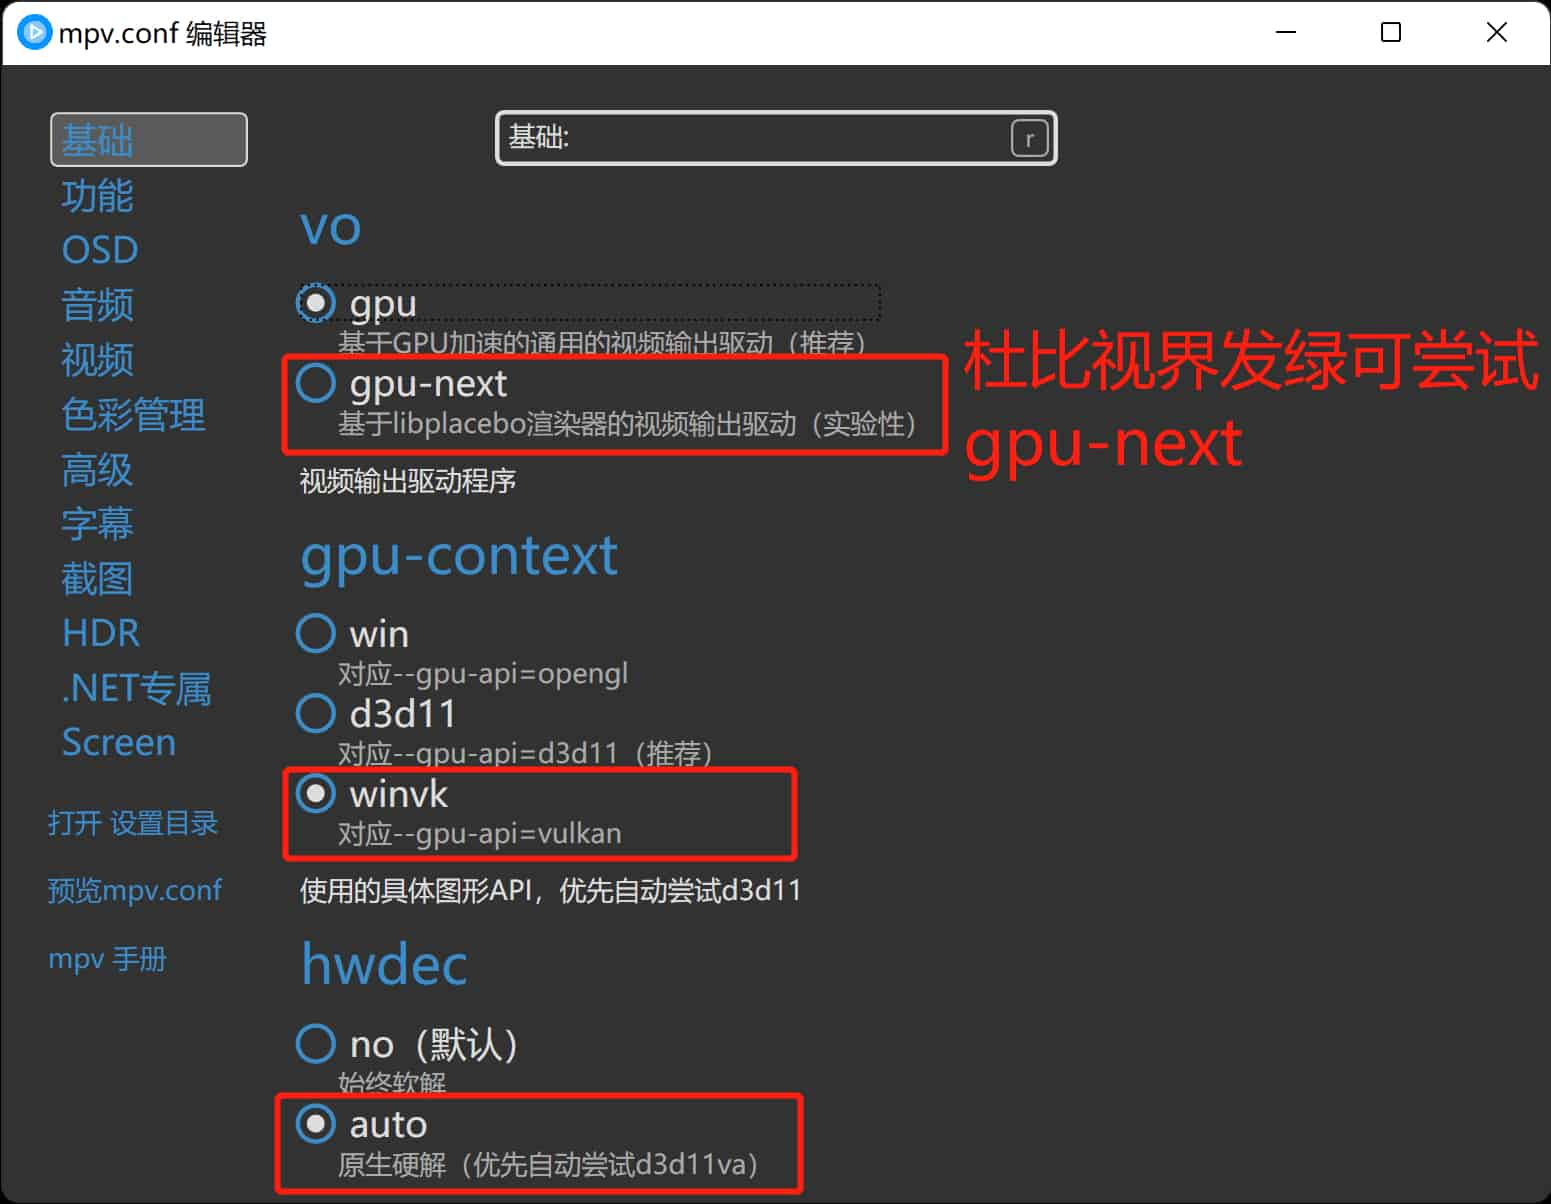 mpv.conf 编辑器
基础
功能
OSD
音频
视频
色彩管理
高级
字幕
截图
HDR
.NET专属
Screen
打开 设置目录
预览mpv.conf
mpv 手册
基础:
r
vo
gpu
基于GPU加速的通用的视频输出驱动（推荐）
gpu-next
基于libplacebo渲染器的视频输出驱动（实验性）
视频输出驱动程序
杜比视界发绿可尝试
gpu-next
gpu-context
win
对应--gpu-api=opengl
d3d11
对应--gpu-api=d3d11（推荐）
winvk
对应--gpu-api=vulkan
使用的具体图形API，优先自动尝试d3d11
hwdec
no（默认）
始终软解
auto
原生硬解（优先自动尝试d3d11va）